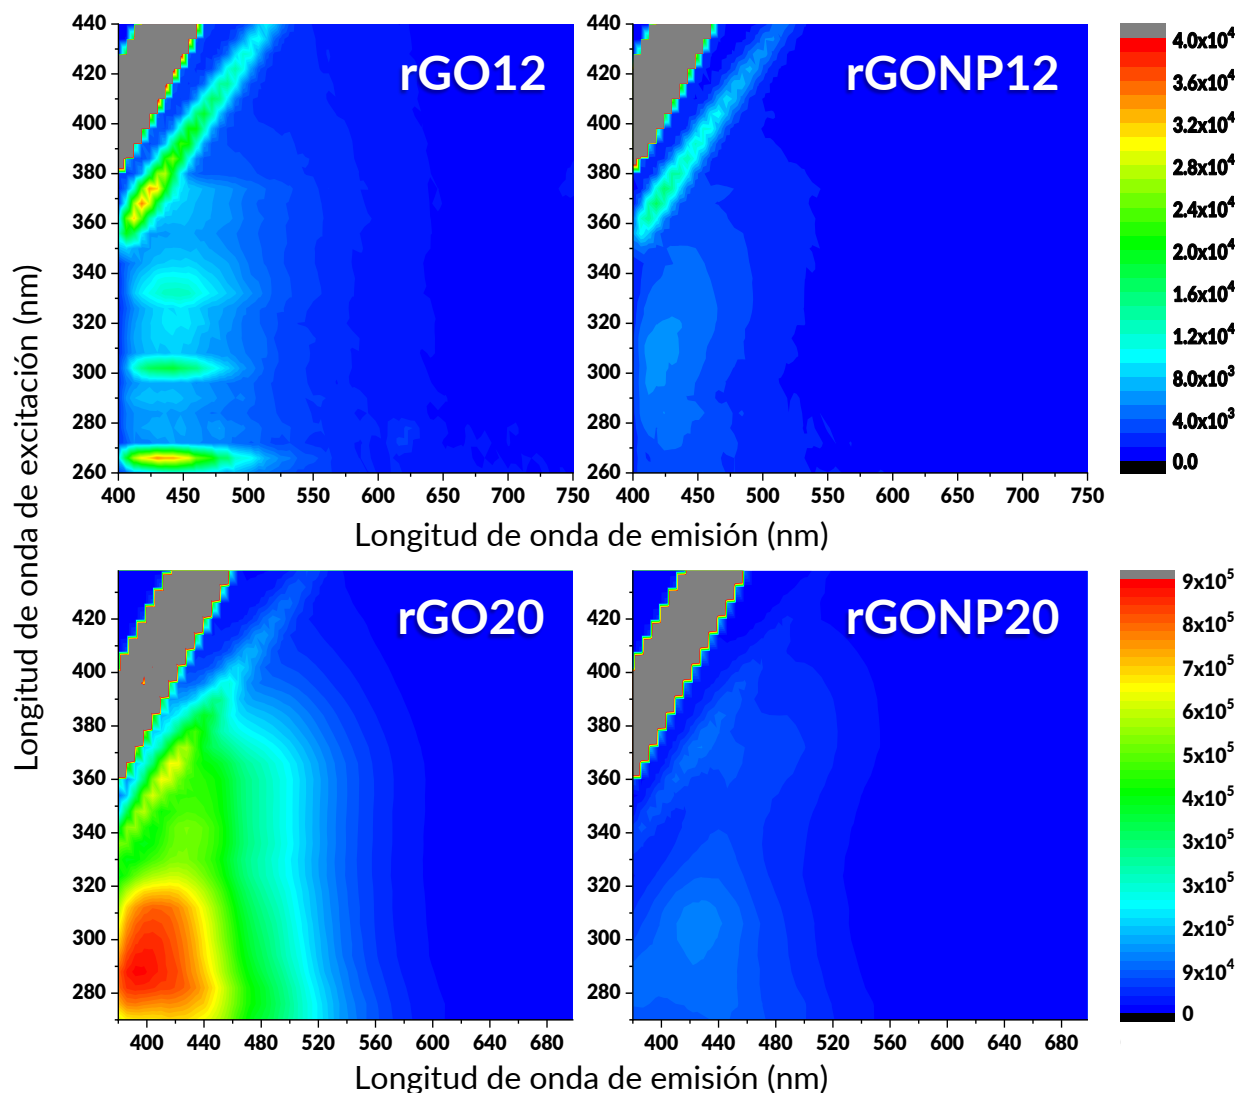 Longitud de onda de excitación (nm)
rGO12
440
420
400
380
360
340
320
300
280
260
400 450 500 550 600 650 700 750
rGONP12
440
420
400
380
360
340
320
300
280
260
400 450 500 550 600 650 700 750
4.0x10⁴
3.6x10⁴
3.2x10⁴
2.8x10⁴
2.4x10⁴
2.0x10⁴
1.6x10⁴
1.2x10⁴
8.0x10³
4.0x10³
0.0
Longitud de onda de emisión (nm)
rGO20
420
400
380
360
340
320
300
280
400 440 480 520 560 600 640 680
rGONP20
420
400
380
360
340
320
300
280
400 440 480 520 560 600 640 680
9x10⁵
8x10⁵
7x10⁵
6x10⁵
5x10⁵
4x10⁵
3x10⁵
3x10⁵
2x10⁵
9x10⁴
0
Longitud de onda de emisión (nm)